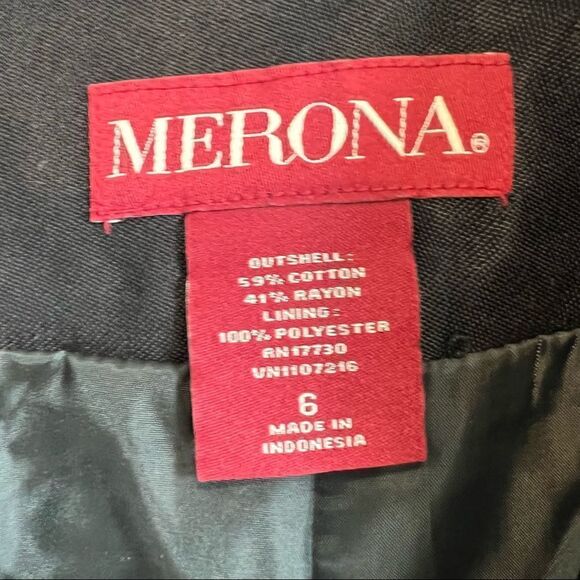 MERONA®
OUTSHELL:
59% COTTON
41% RAYON
LINING:
100% POLYESTER
RN17730
VN1107216
6
MADE IN
INDONESIA